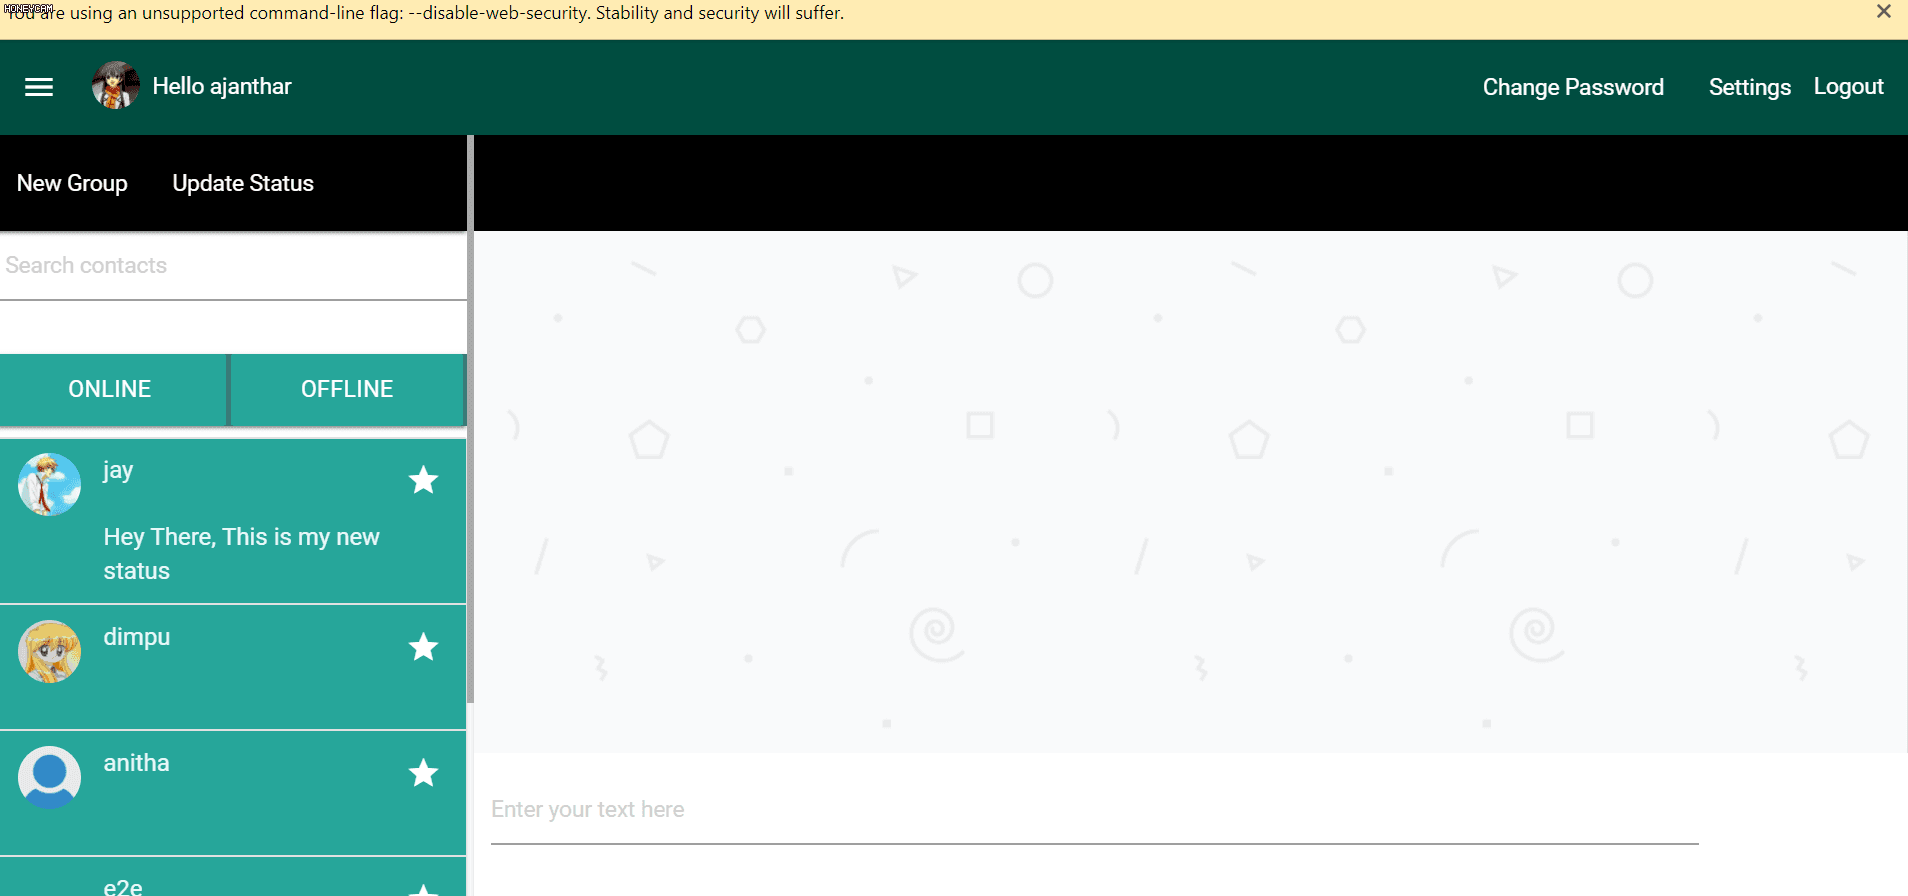 HONEYCAM
You are using an unsupported command-line flag: --disable-web-security. Stability and security will suffer.
Hello ajanthar
Change Password
Settings
Logout
New Group
Update Status
Search contacts
ONLINE
OFFLINE
jay
Hey There, This is my new
status
dimpu
anitha
e2e
Enter your text here